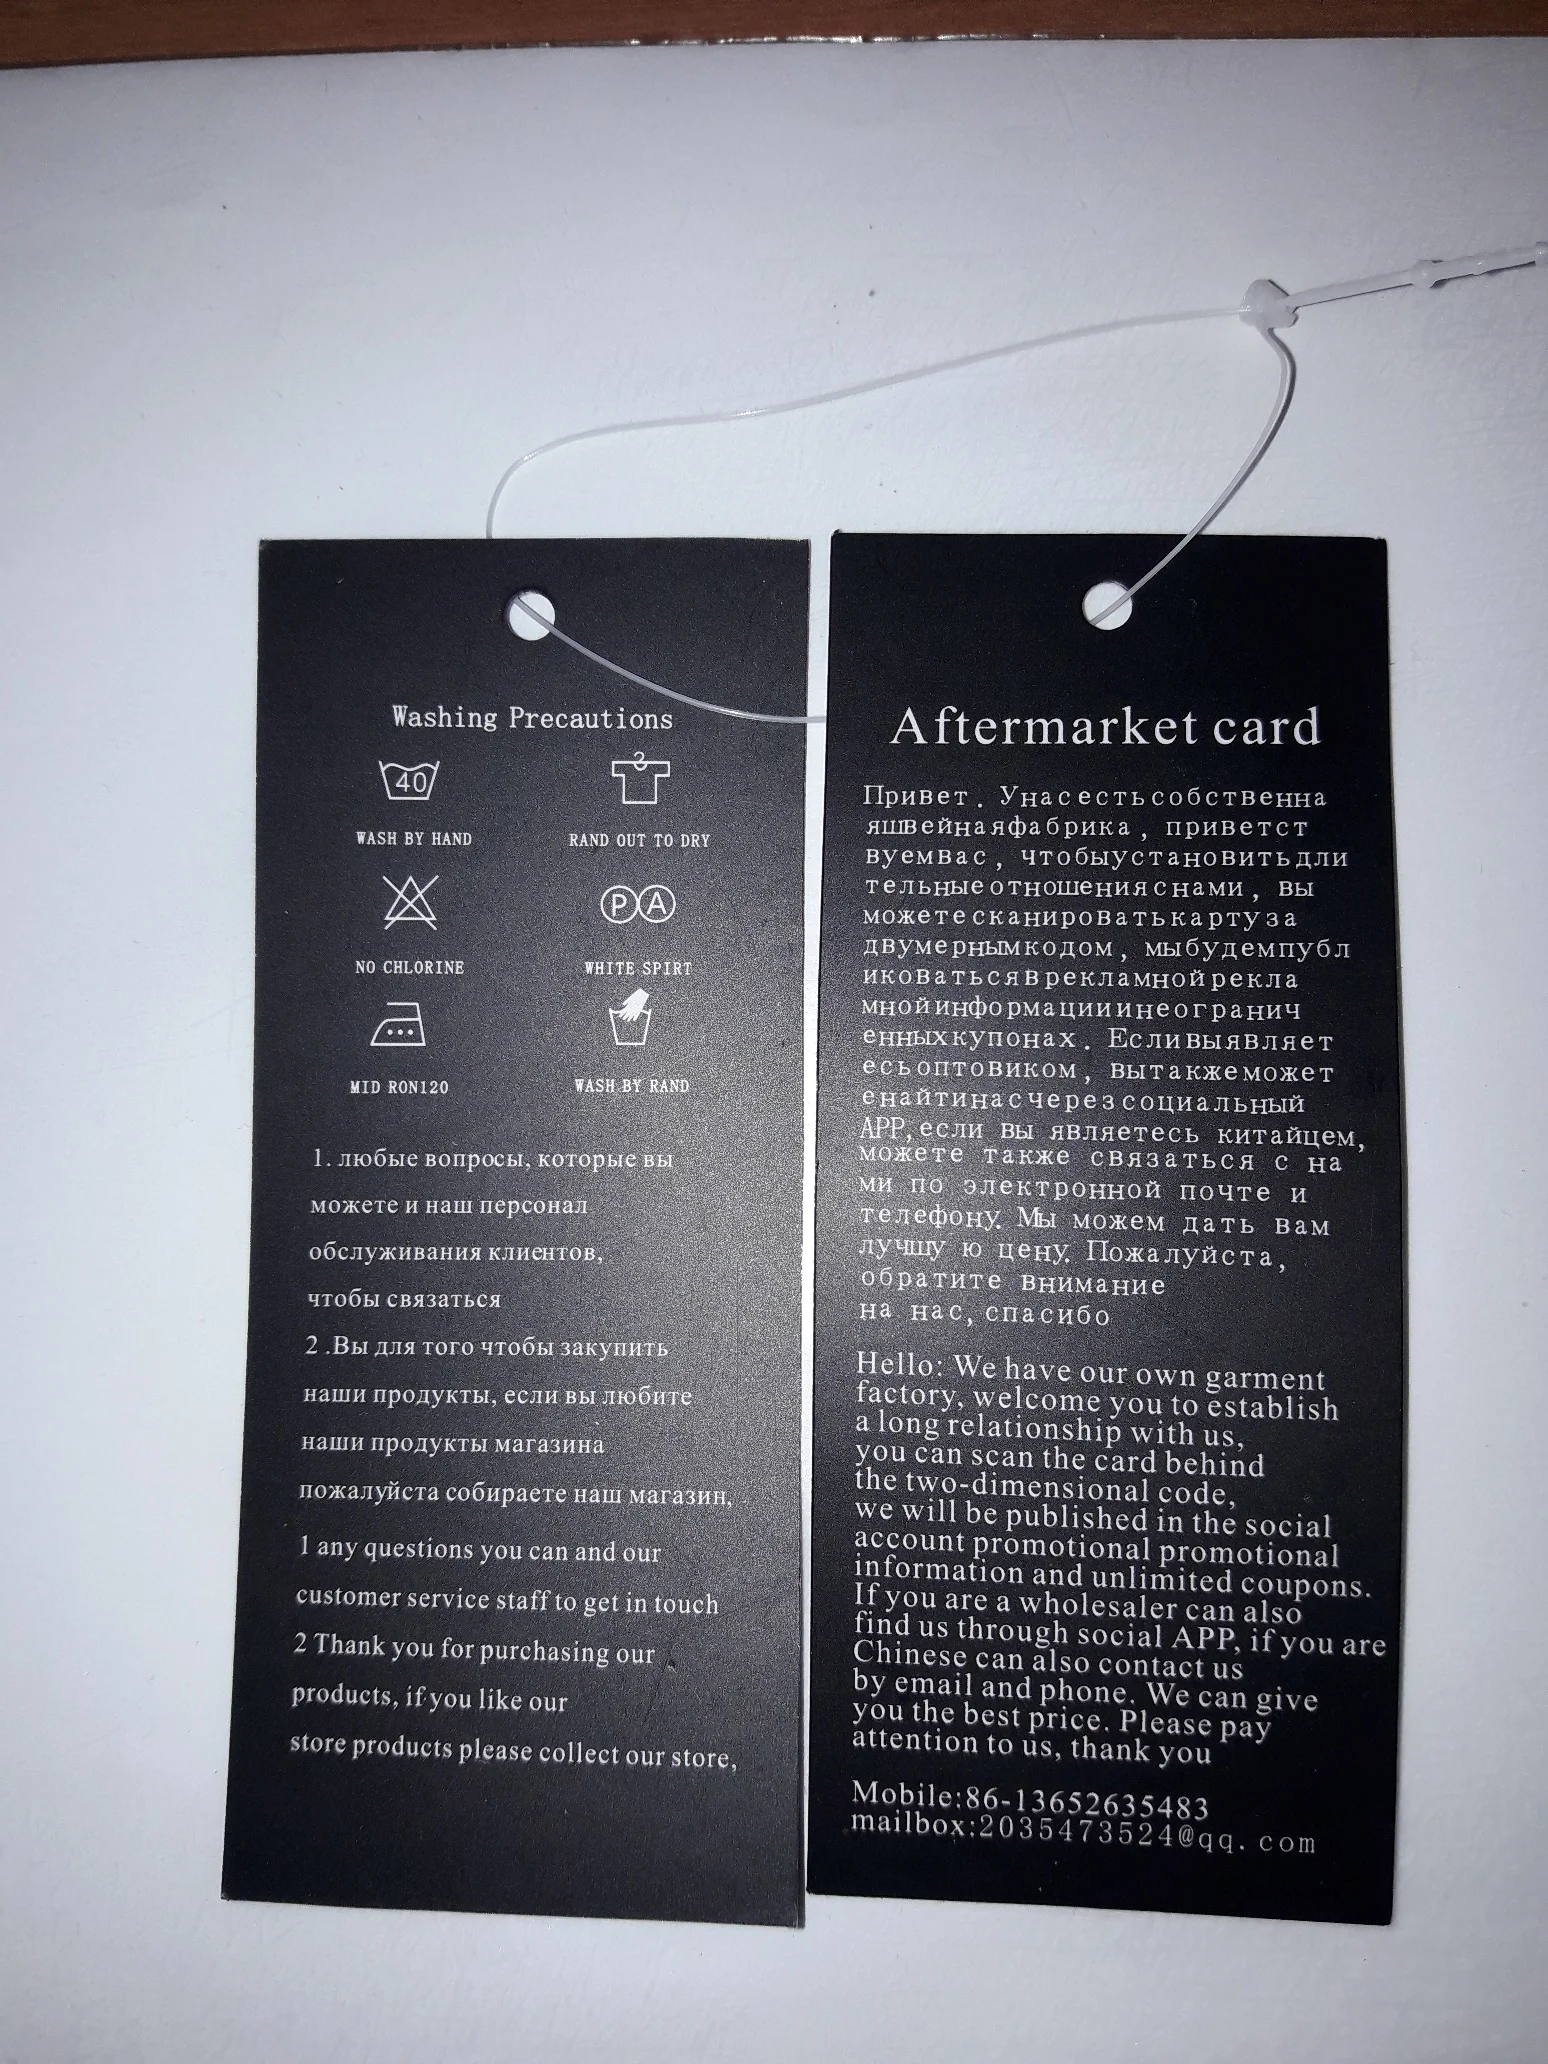 Washing Precautions
40
WASH BY HAND
RAND OUT TO DRY
P A
NO CHLORINE
WHITE SPIRT
MID RON120
WASH BY RAND
1. любые вопросы, которые вы
можете и наш персонал
обслуживания клиентов,
чтобы связаться
2 .Вы для того чтобы закупить
наши продукты, если вы любите
наши продукты магазина
пожалуйста собираете наш магазин,
1 any questions you can and our
customer service staff to get in touch
2 Thank you for purchasing our
products, if you like our
store products please collect our store,
Aftermarket card
Привет. Унасестьсобственна
яшвейнаяфабрика, приветст
вуемвас, чтобыустановитьдли
тельныеотношенияснами, вы
можетесканироватькартуза
двумернымкодом, мыбудемпубл
иковатьсяврекламнойрекла
мнойинформациинеогранич
енныхкупонах. Есливыявляет
есьоптовиком, вытакжеможет
енайтинасчерезсоциальный
APP, если вы являетесь китайцем,
можете также связаться с на
ми по электронной почте и
телефону. Мы можем дать вам
лучшу ю цену. Пожалуйста,
обратите внимание
на нас, спасибо
Hello: We have our own garment
factory, welcome you to establish
a long relationship with us,
you can scan the card behind
the two-dimensional code,
we will be published in the social
account promotional promotional
information and unlimited coupons.
If you are a wholesaler can also
find us through social APP, if you are
Chinese can also contact us
by email and phone. We can give
you the best price. Please pay
attention to us, thank you
Mobile:86-13652635483
mailbox:2035473524@qq. com